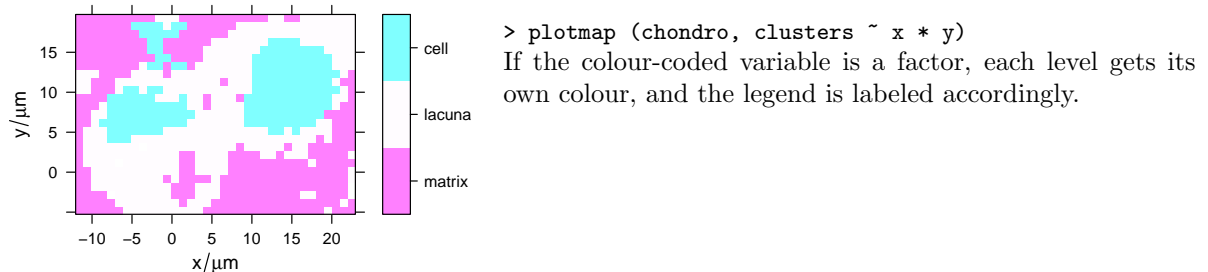 15
10
5
0
y/μm
−10 −5 0 5 10 15 20
x/μm
cell
lacuna
matrix
> plotmap (chondro, clusters ~ x * y)
If the colour-coded variable is a factor, each level gets its
own colour, and the legend is labeled accordingly.